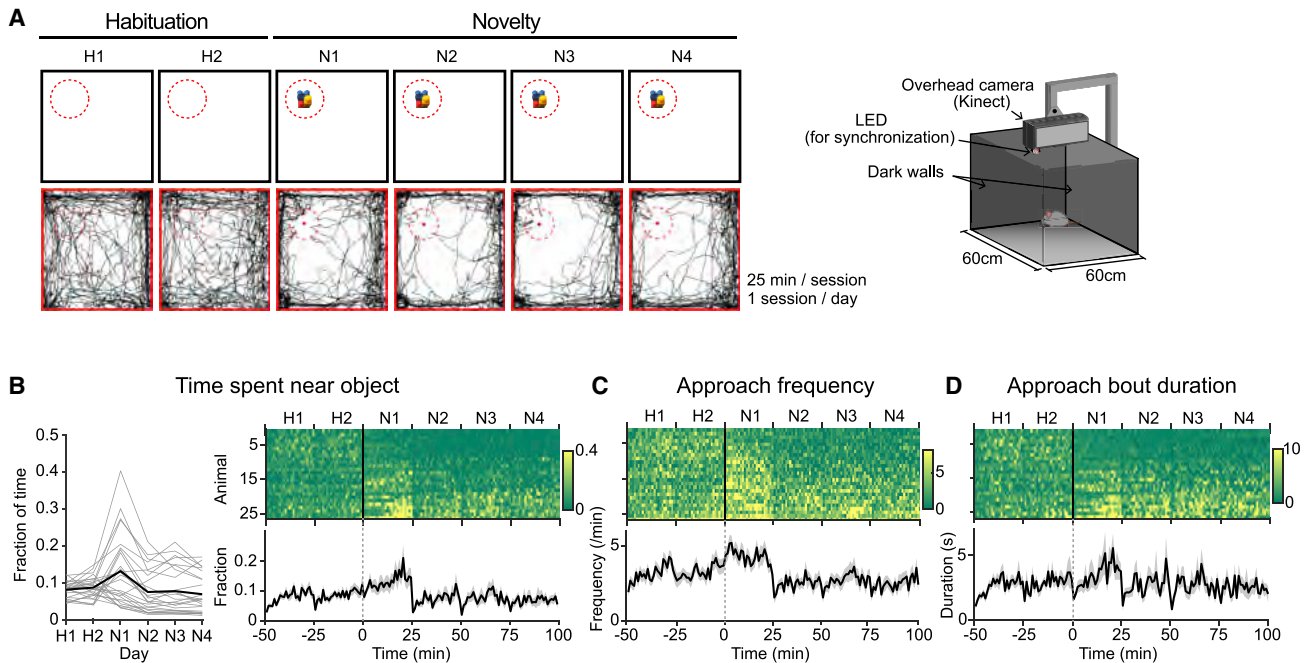 A
Habituation
Novelty
H1
H2
N1
N2
N3
N4
25 min / session
1 session / day
Overhead camera
(Kinect)
LED
(for synchronization)
Dark walls
60cm
60cm
B
Time spent near object
0.5
0.4
0.3
0.2
0.1
0
Fraction of time
H1 H2 N1 N2 N3 N4
Day
H1 H2 N1 N2 N3 N4
5
15
25
Animal
0.4
0
0.2
0.1
0
Fraction
-50 -25 0 25 50 75 100
Time (min)
C
Approach frequency
H1 H2 N1 N2 N3 N4
5
0
5
0
Frequency (/min)
-50 -25 0 25 50 75 100
Time (min)
D
Approach bout duration
H1 H2 N1 N2 N3 N4
10
0
5
0
Duration (s)
-50 -25 0 25 50 75 100
Time (min)